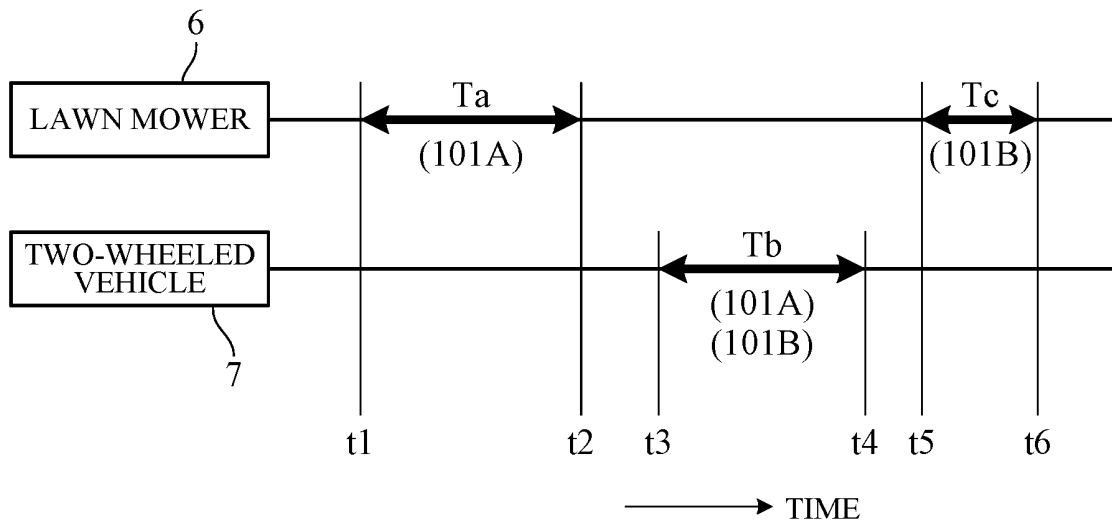 6
LAWN MOWER
Ta
(101A)
Tc
(101B)
TWO-WHEELED
VEHICLE
7
Tb
(101A)
(101B)
t1 t2 t3 t4 t5 t6
TIME